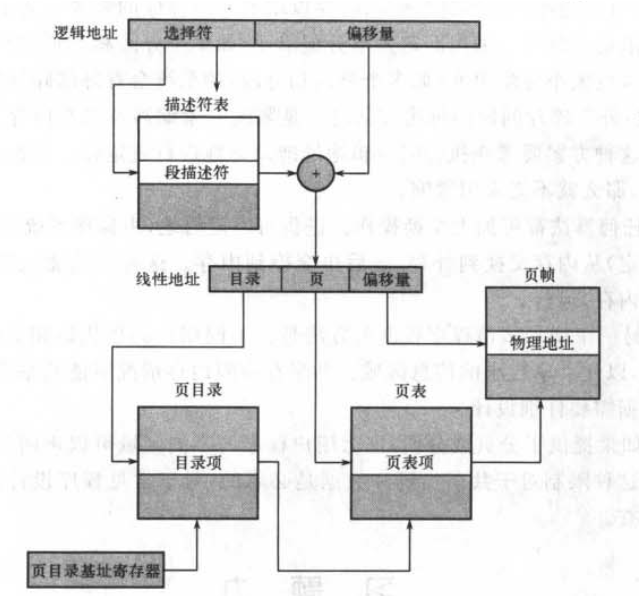 逻辑地址 选择符 偏移量
描述符表
段描述符
+
线性地址 目录 页 偏移量
页帧
物理地址
页目录
页表
目录项
页表项
页目录基址寄存器